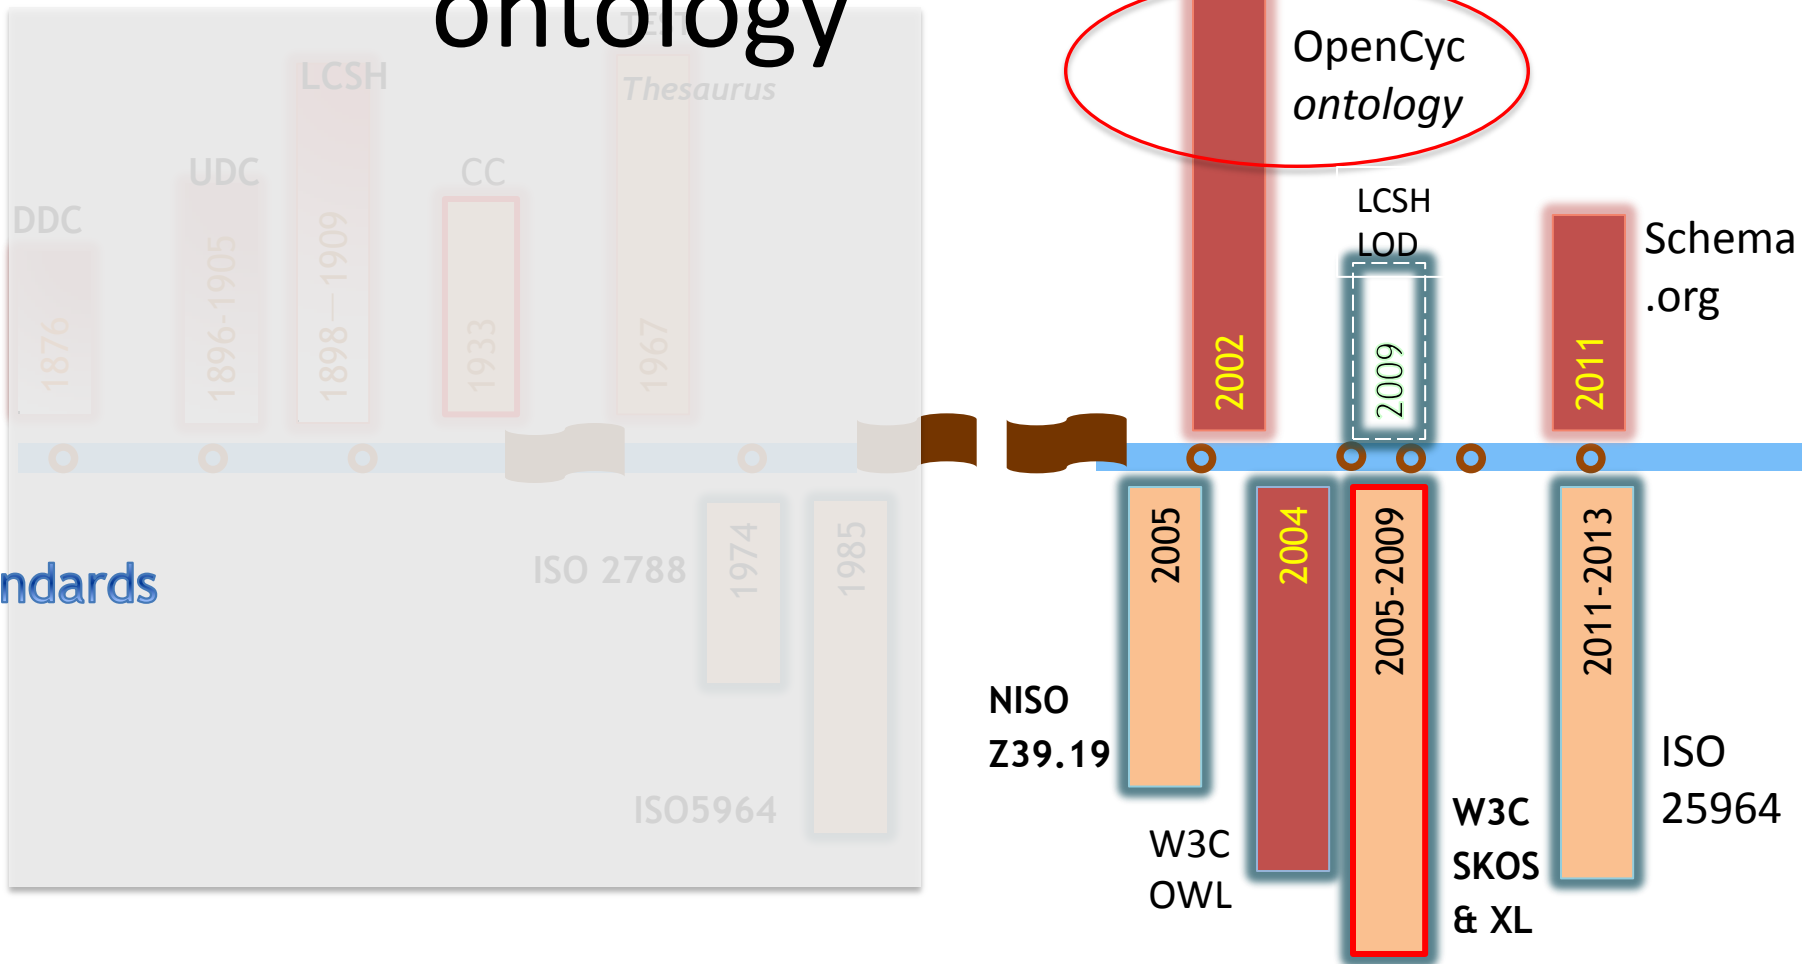 ontology
TEST
Thesaurus
LCSH
UDC
CC
DDC
1876
1896-1905
1898—1909
1933
1967
OpenCyc
ontology
LCSH
LOD
Schema
.org
2002
2009
2011
ndards
ISO 2788
1974
1985
ISO5964
2005
2004
2005-2009
2011-2013
NISO
Z39.19
W3C
OWL
W3C
SKOS
& XL
ISO
25964